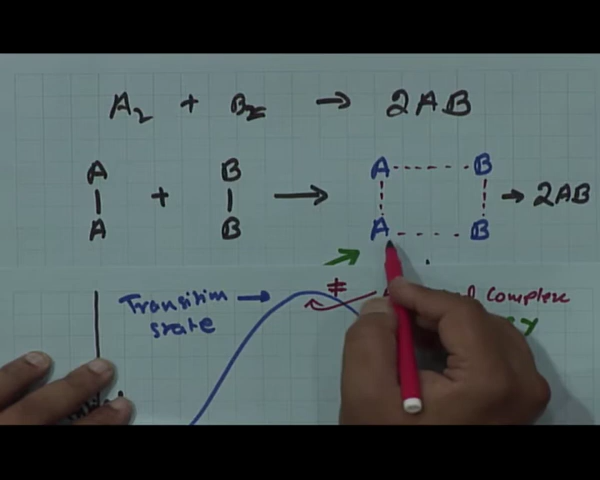 A2 + B2 → 2AB
A B A ---- B
| + | → → 2AB
A B A ---- B
Transition → ≠ complex
state